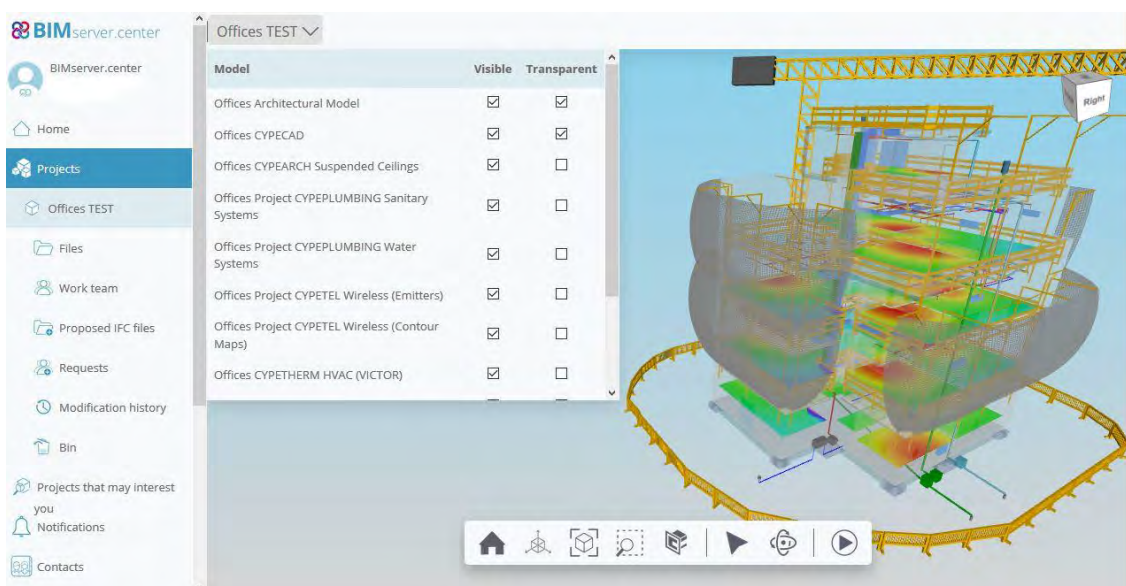 BIMserver.center
BIMserver.center
Home
Projects
Offices TEST
Files
Work team
Proposed IFC files
Requests
Modification history
Bin
Projects that may interest
you
Notifications
Contacts
Offices TEST
Model Visible Transparent
Offices Architectural Model
Offices CYPECAD
Offices CYPEARCH Suspended Ceilings
Offices Project CYPEPLUMBING Sanitary
Systems
Offices Project CYPEPLUMBING Water
Systems
Offices Project CYPETEL Wireless (Emitters)
Offices Project CYPETEL Wireless (Contour
Maps)
Offices CYPETHERM HVAC (VICTOR)
Right